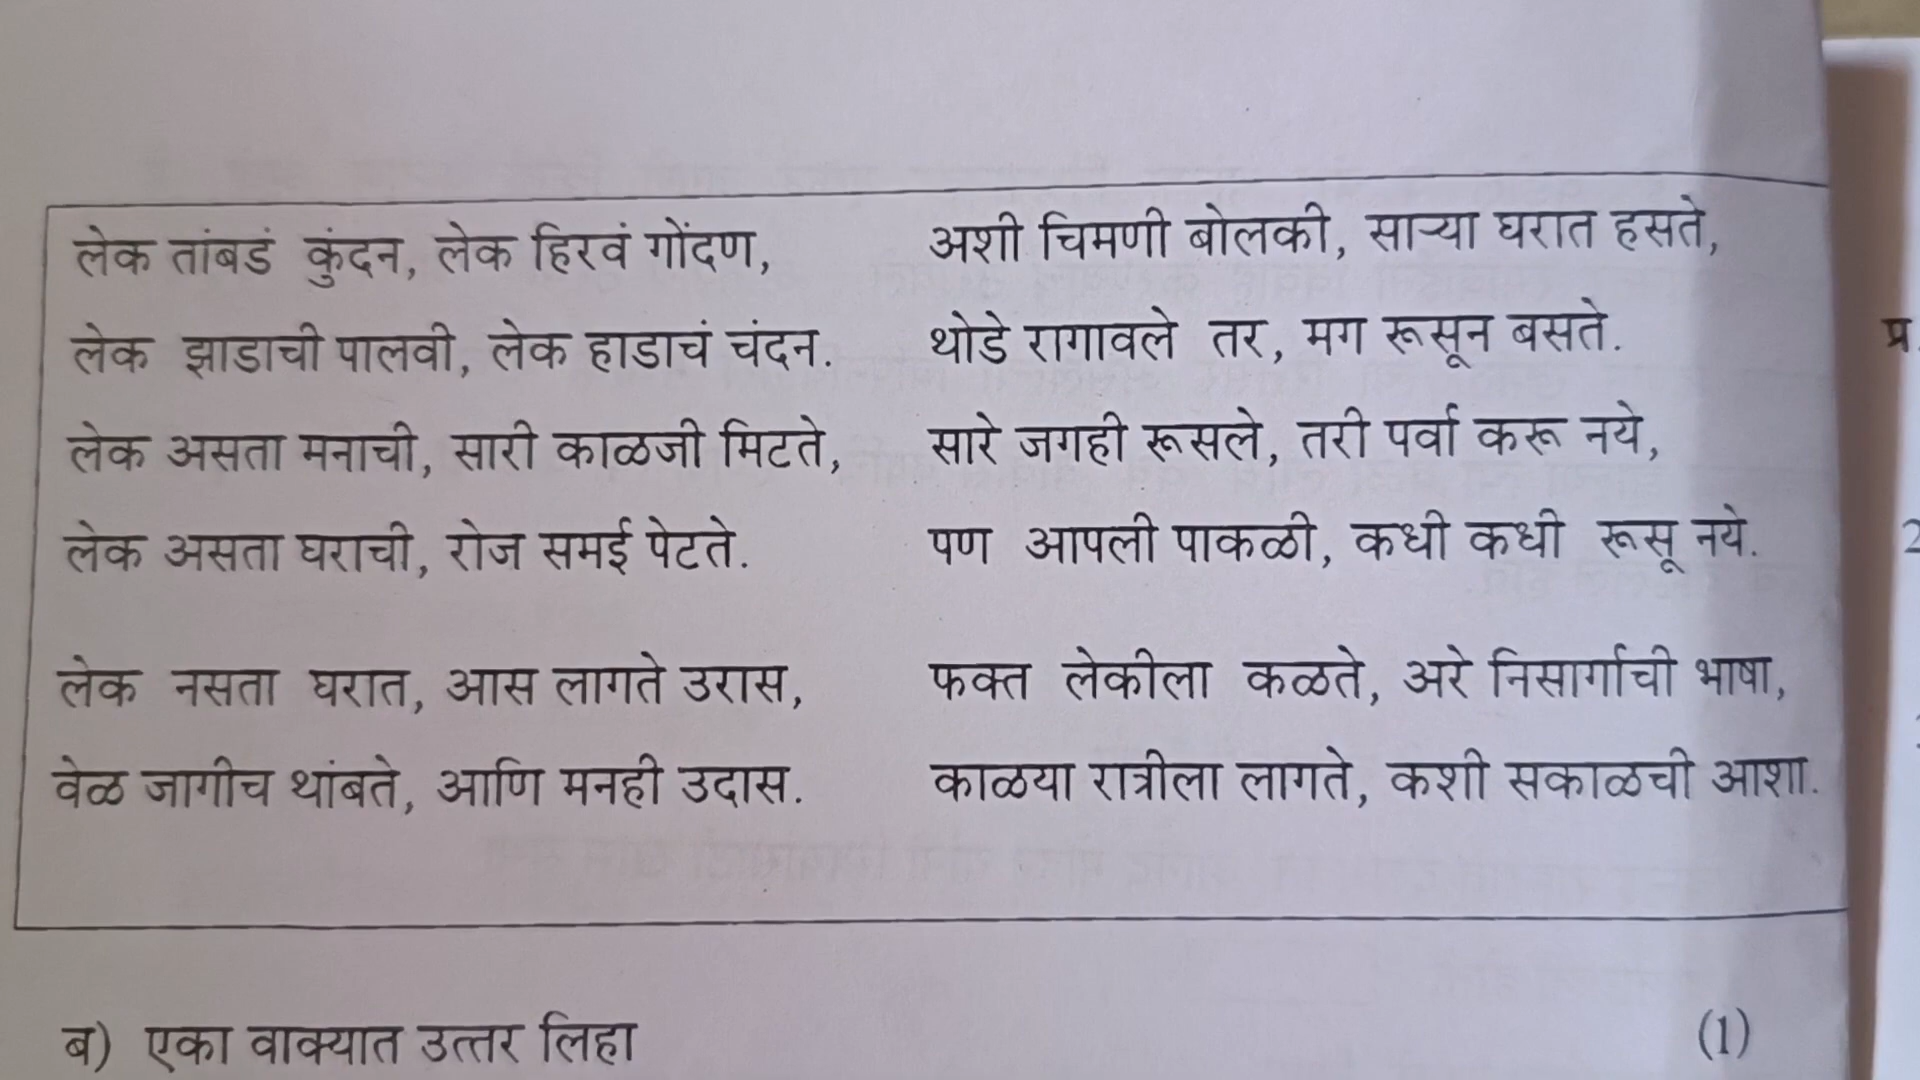 लेक तांबडं कुंदन, लेक हिरवं गोंदण,
लेक झाडाची पालवी, लेक हाडाचं चंदन.
लेक असता मनाची, सारी काळजी मिटते,
लेक असता घराची, रोज समई पेटते.
लेक नसता घरात, आस लागते उरास,
वेळ जागीच थांबते, आणि मनही उदास.
अशी चिमणी बोलकी, साऱ्या घरात हसते,
थोडे रागावले तर, मग रूसून बसते.
सारे जगही रूसले, तरी पर्वा करू नये,
पण आपली पाकळी, कधी कधी रूसू नये.
फक्त लेकीला कळते, अरे निसार्गाची भाषा,
काळया रात्रीला लागते, कशी सकाळची आशा.
ब) एका वाक्यात उत्तर लिहा (1)
प्र.
2